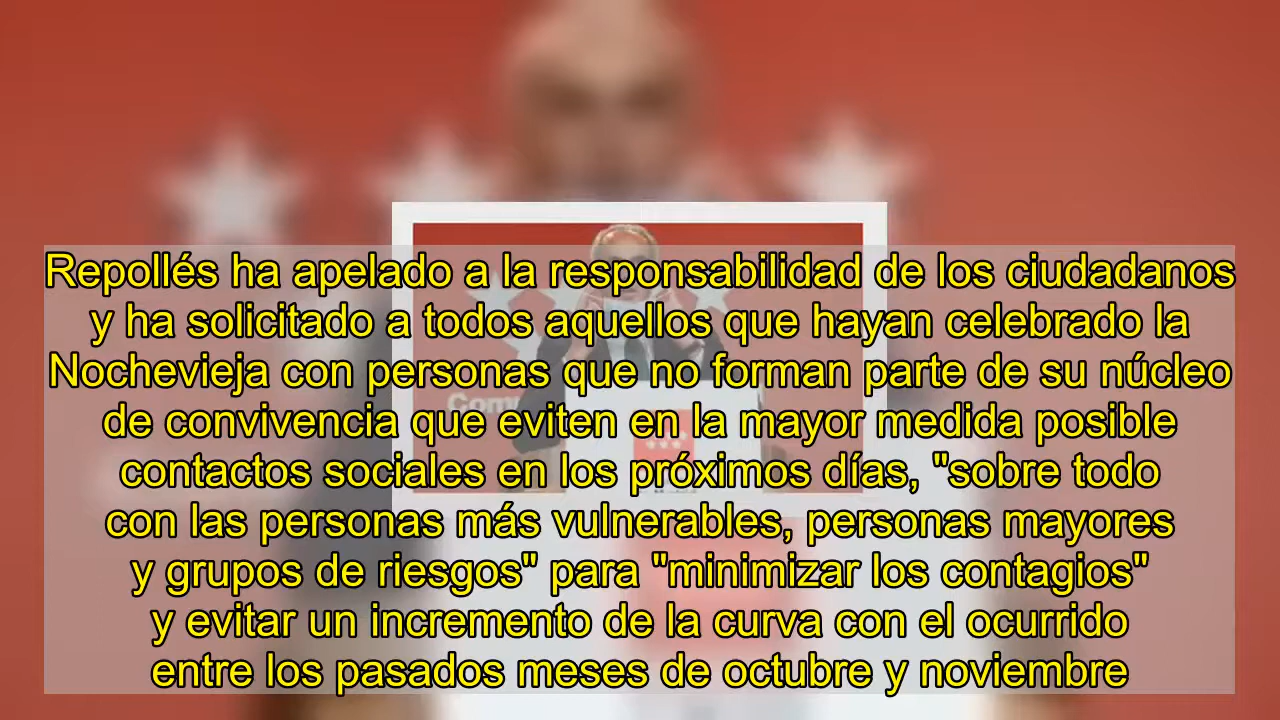 Repollés ha apelado a la responsabilidad de los ciudadanos
y ha solicitado a todos aquellos que hayan celebrado la
Nochevieja con personas que no forman parte de su núcleo
de convivencia que eviten en la mayor medida posible
contactos sociales en los próximos días, "sobre todo
con las personas más vulnerables, personas mayores
y grupos de riesgos" para "minimizar los contagios"
y evitar un incremento de la curva con el ocurrido
entre los pasados meses de octubre y noviembre